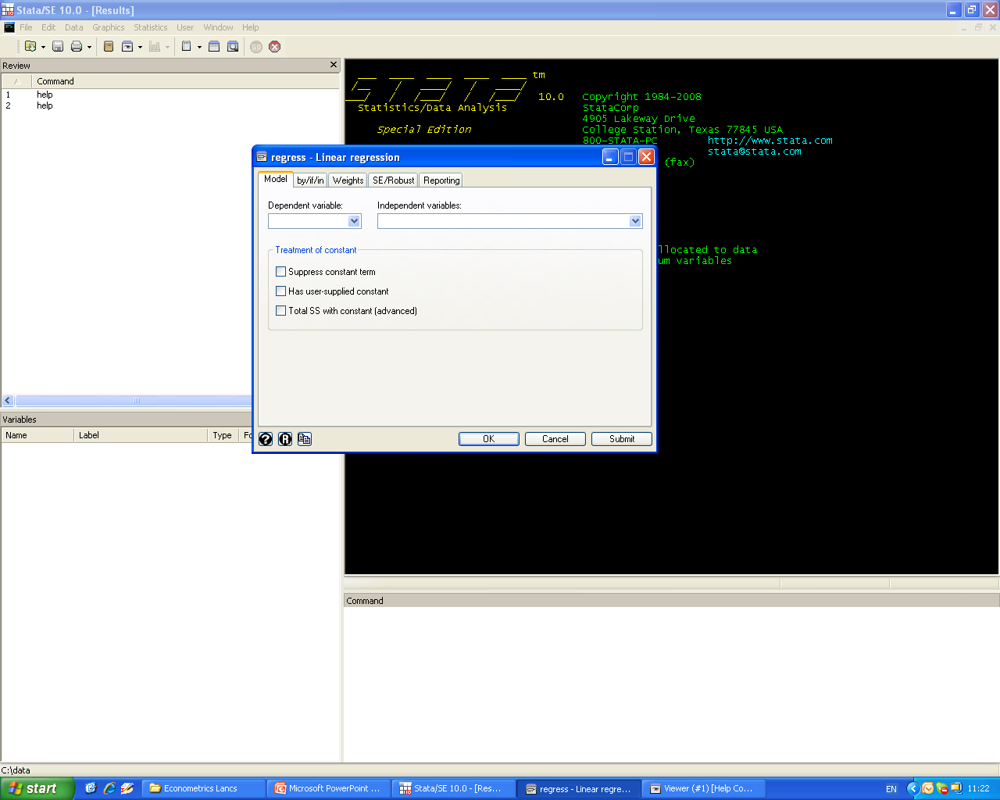 Stata/SE 10.0 - [Results]
File Edit Data Graphics Statistics User Window Help
Review
Command
1 help
2 help
tm
10.0 Copyright 1984-2008
Statistics/Data Analysis StataCorp
4905 Lakeway Drive
Special Edition College Station, Texas 77845 USA
800-STATA-PC http://www.stata.com
stata@stata.com
(fax)
llocated to data
um variables
regress - Linear regression
Model by/if/in Weights SE/Robust Reporting
Dependent variable: Independent variables:
Treatment of constant
Suppress constant term
Has user-supplied constant
Total SS with constant (advanced)
OK Cancel Submit
Variables
Name Label Type Fo
Command
C:\data
start Econometrics Lancs Microsoft PowerPoint ... Stata/SE 10.0 - [Res... regress - Linear regre... Viewer (#1) [Help Co... EN 11:22